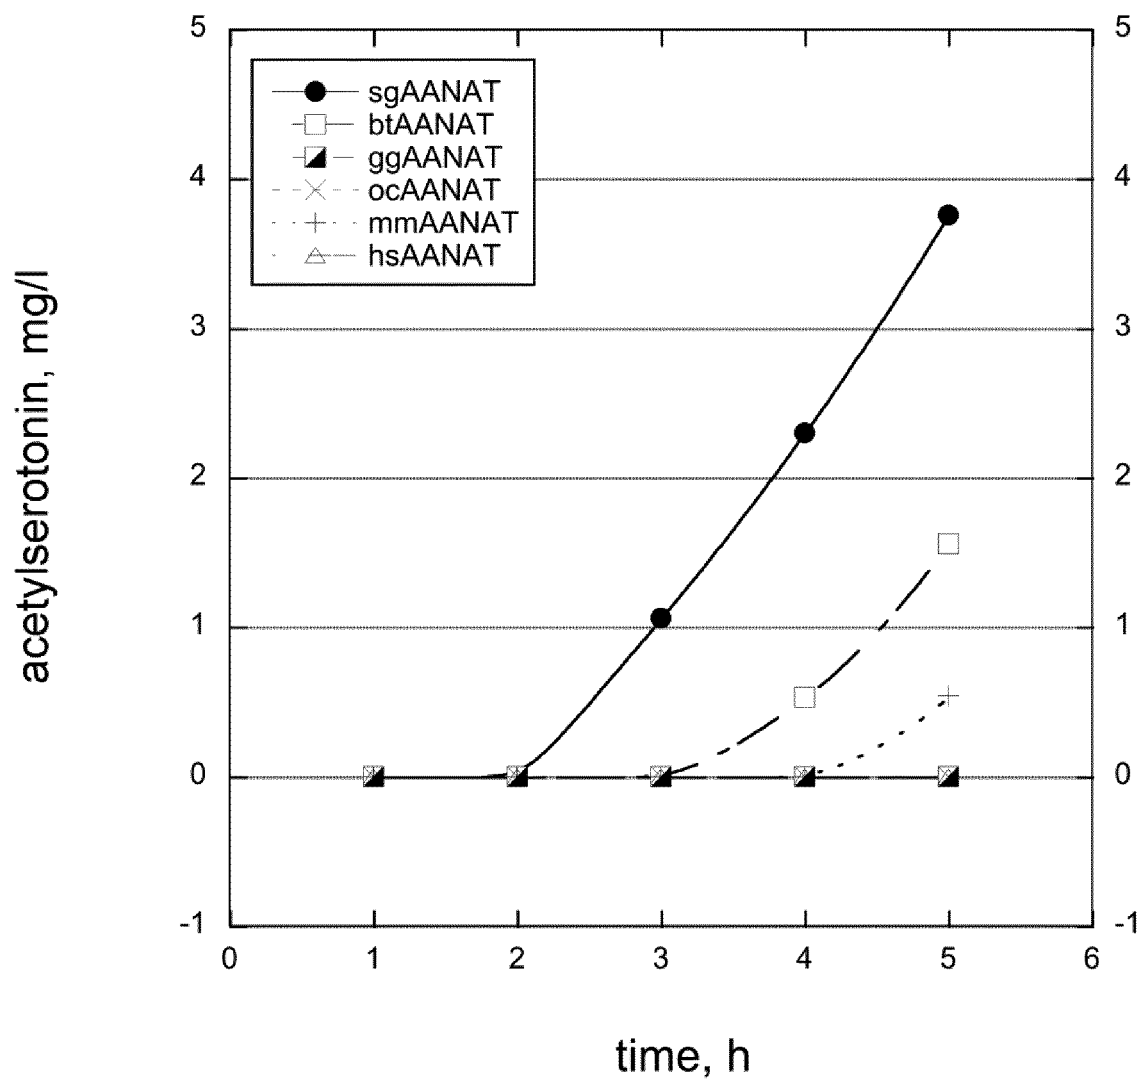 5 5
sgAANAT
btAANAT
ggAANAT
4 4
ocAANAT
mmAANAT
hsAANAT
3 3
acetylserotonin, mg/l
2 2
1 1
0 0
-1 -1
0 1 2 3 4 5 6
time, h